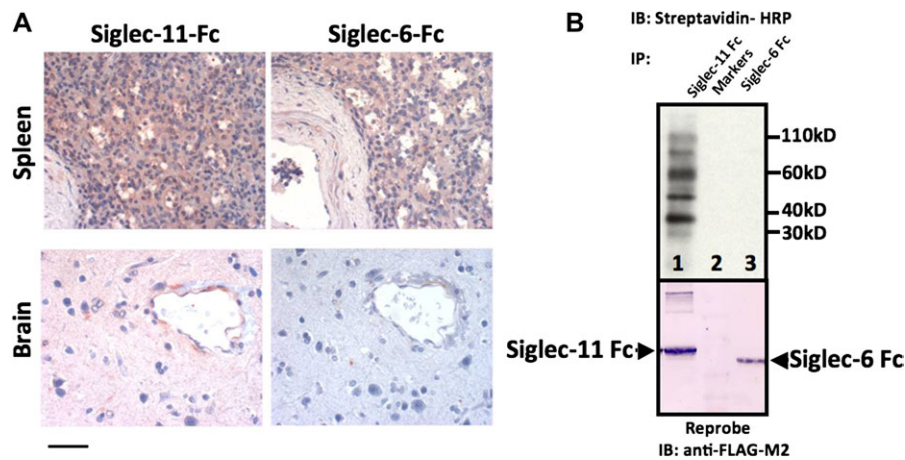 A
Siglec-11-Fc
Siglec-6-Fc
Spleen
Brain
B
IB: Streptavidin- HRP
IP:
Siglec-11 Fc
Markers
Siglec-6 Fc
110kD
60kD
40kD
30kD
1 2 3
Siglec-11 Fc
Siglec-6 Fc
Reprobe
IB: anti-FLAG-M2